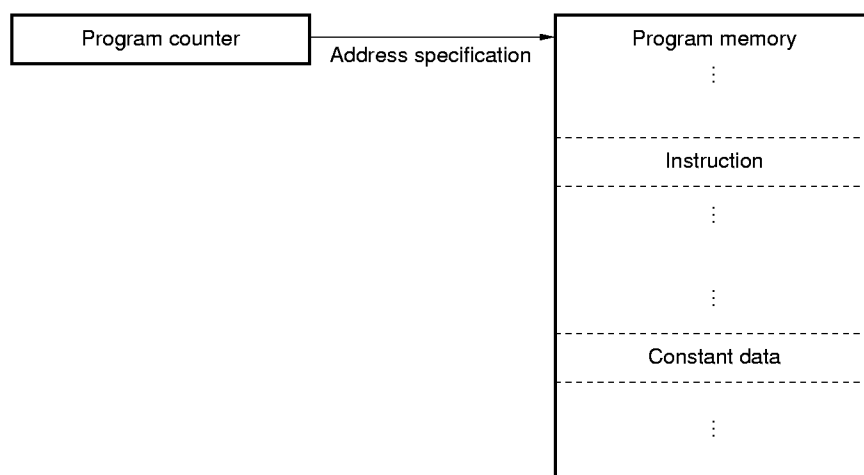 Program counter
Address specification
Program memory
⋮
Instruction
⋮
⋮
Constant data
⋮